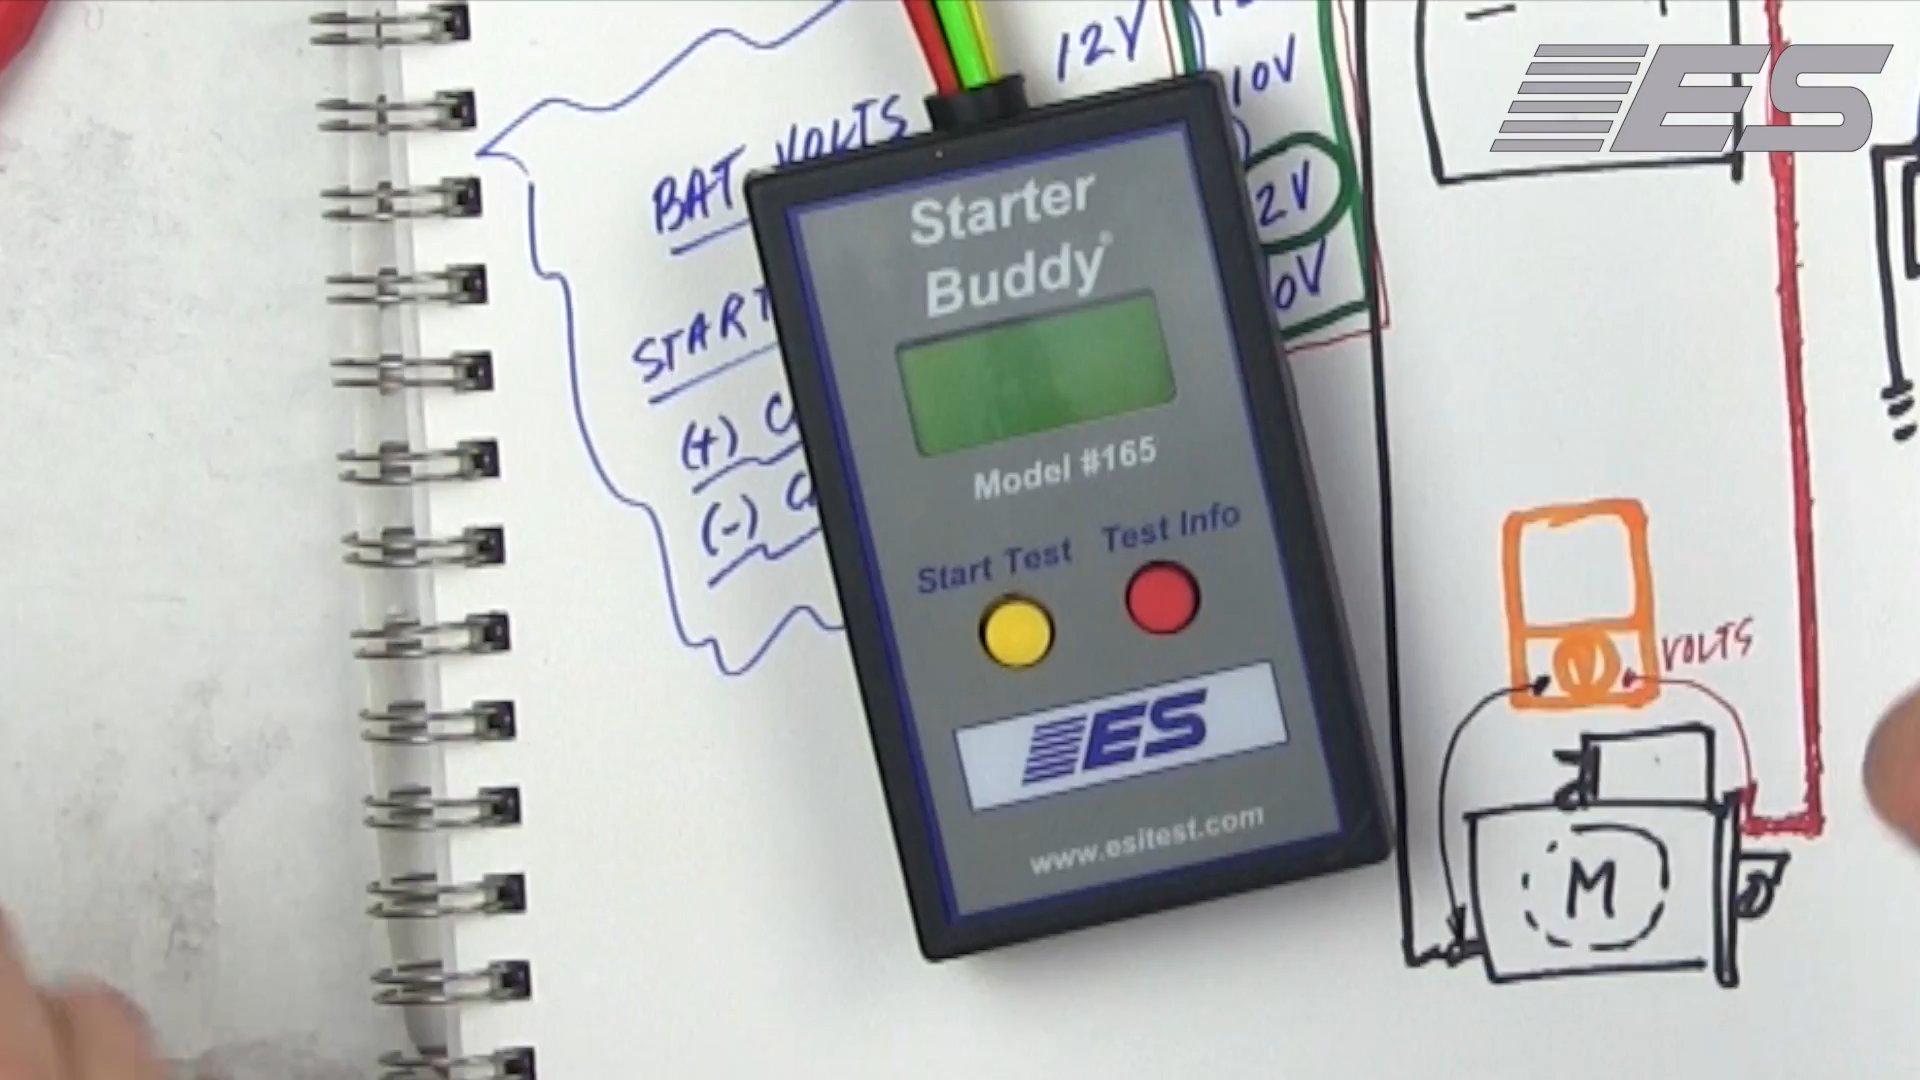 ES
12V
10V
BAT VOLTS
2V
0V
START
(+) C
(-) C
Starter
Buddy®
Model #165
Start Test
Test Info
ES
www.esitest.com
VOLTS
V
M